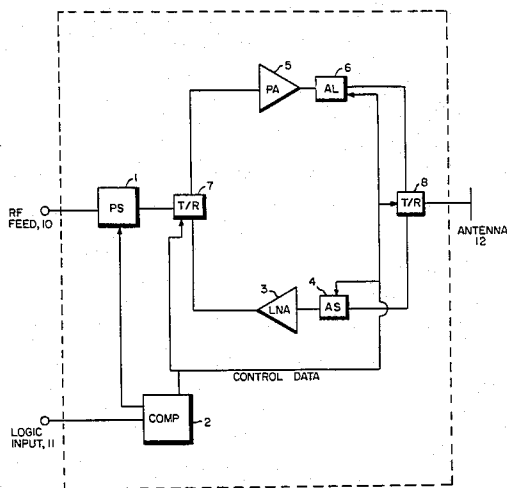 5
6
PA
AL
1
7
8
PS
T/R
T/R
RF
FEED, 10
ANTENNA
12
3
4
LNA
AS
CONTROL DATA
COMP
2
LOGIC
INPUT, 11